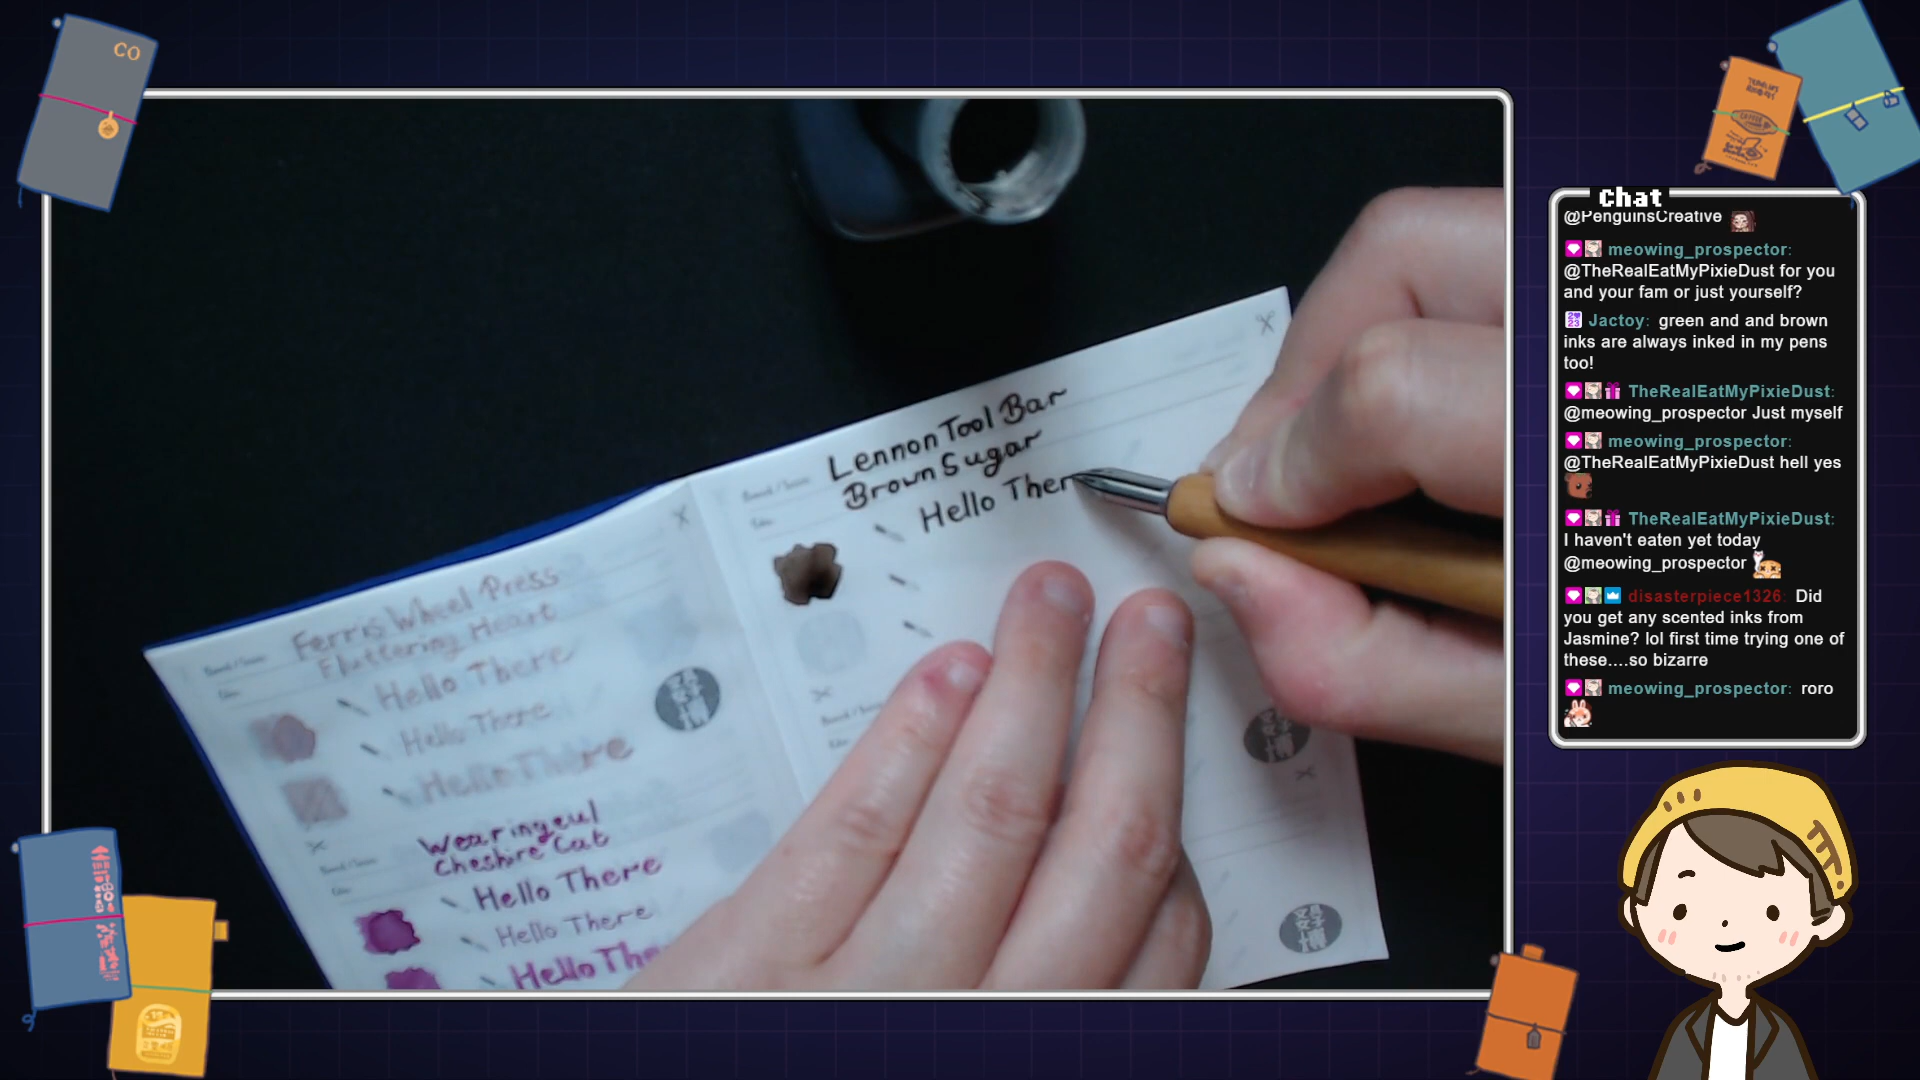 CO
chat
@PenguinsCreative
meowing_prospector:
@TheRealEatMyPixieDust for you
and your fam or just yourself?
Jactoy: green and and brown
inks are always inked in my pens
too!
TheRealEatMyPixieDust:
@meowing_prospector Just myself
meowing_prospector:
@TheRealEatMyPixieDust hell yes
TheRealEatMyPixieDust:
I haven't eaten yet today
@meowing_prospector
disasterpiece1326: Did
you get any scented inks from
Jasmine? lol first time trying one of
these....so bizarre
meowing_prospector: roro
Ferris Wheel Press
Fluttering Heart
Hello There
Hello There
Hello There
Wearingeul
Cheshire Cat
Hello There
Hello There
Hello The
Lennon Tool Bar
Brown Sugar
Hello Ther